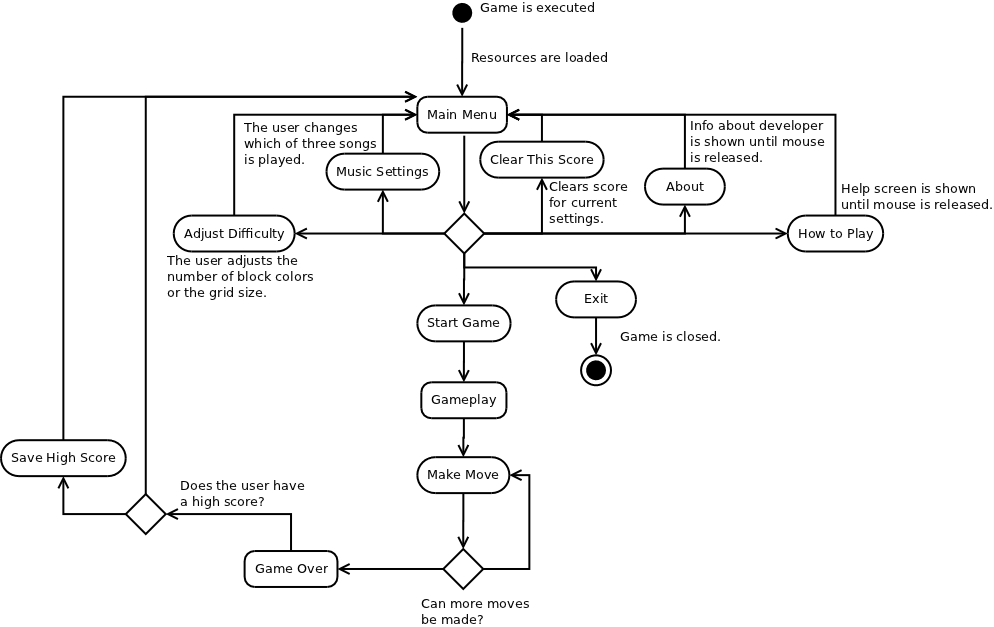 Game is executed
Resources are loaded
Main Menu
The user changes
which of three songs
is played.
Music Settings
Clear This Score
Clears score
for current
settings.
Info about developer
is shown until mouse
is released.
About
Help screen is shown
until mouse is released.
Adjust Difficulty
The user adjusts the
number of block colors
or the grid size.
How to Play
Exit
Game is closed.
Start Game
Gameplay
Make Move
Save High Score
Does the user have
a high score?
Game Over
Can more moves
be made?